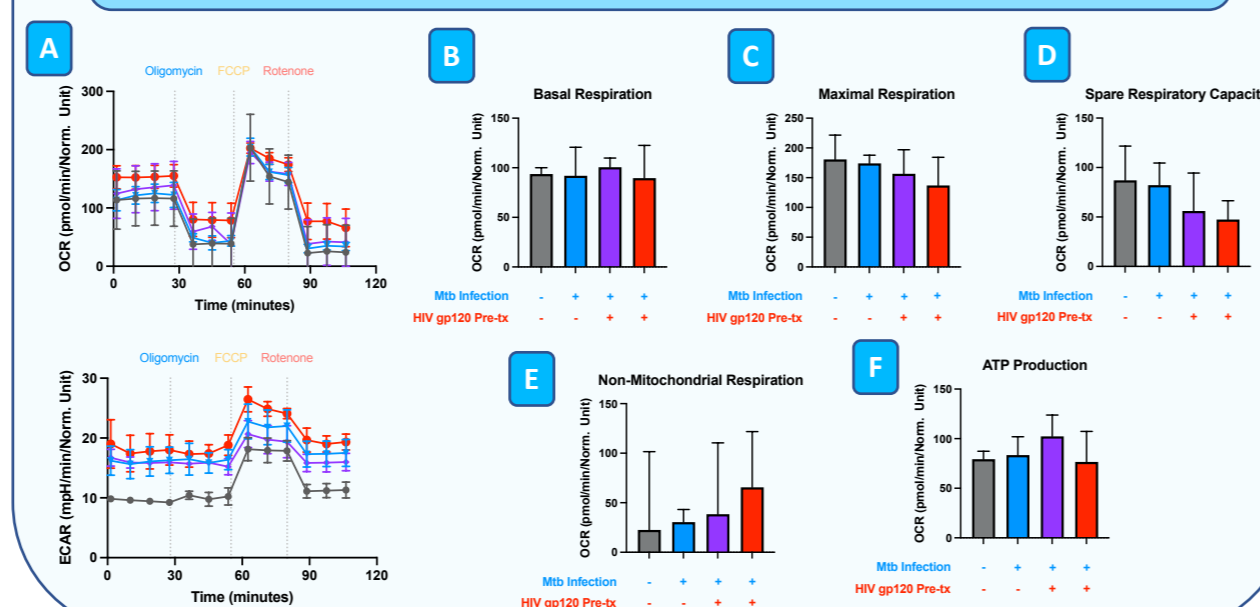 A
Oligomycin FCCP Rotenone
OCR (pmol/min/Norm. Unit)
300
200
100
0
0 30 60 90 120
Time (minutes)
Oligomycin FCCP Rotenone
ECAR (mpH/min/Norm. Unit)
30
20
10
0
0 30 60 90 120
Time (minutes)
B
Basal Respiration
OCR (pmol/min/Norm. Unit)
150
100
50
0
Mtb Infection - + + +
HIV gp120 Pre-tx - - + +
C
Maximal Respiration
OCR (pmol/min/Norm. Unit)
250
200
150
100
50
0
Mtb Infection - + + +
HIV gp120 Pre-tx - - + +
D
Spare Respiratory Capacit
OCR (pmol/min/Norm. Unit)
150
100
50
0
Mtb Infection - + + +
HIV gp120 Pre-tx - - + +
E
Non-Mitochondrial Respiration
OCR (pmol/min/Norm. Unit)
150
100
50
0
Mtb Infection - + + +
HIV gp120 Pre-tx - - + +
F
ATP Production
OCR (pmol/min/Norm. Unit)
150
100
50
0
Mtb Infection - + + +
HIV gp120 Pre-tx - - + +